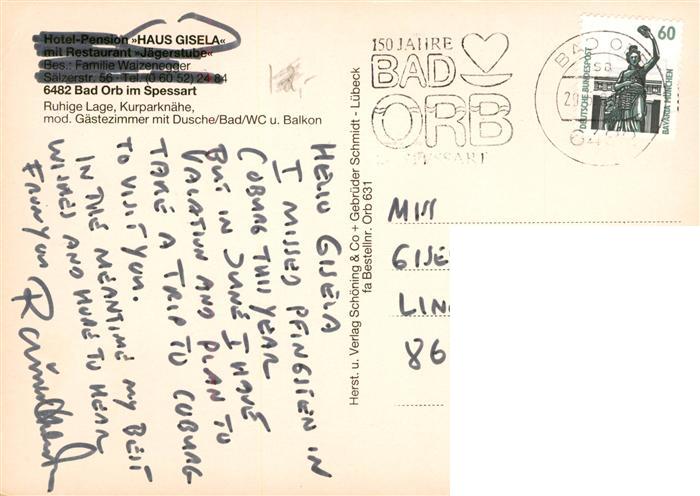 Hotel-Pension »HAUS GISELA«
mit Restaurant »Jägerstube«
Bes.: Familie Waizenegger
Salzerstr. 56 - Tel. (0 60 52) 24 84
6482 Bad Orb im Spessart
Ruhige Lage, Kurparknähe,
mod. Gästezimmer mit Dusche/Bad/WC u. Balkon
150 JAHRE
BAD
ORB
SPESSART
BAD O
60
DEUTSCHE BUNDESPOST
BAVARIA MÜNCHEN
HELLO GISELA
I MISSED PFINGSTEN IN
COBURG THIS YEAR
BUT IN JUNE I HAVE
VACATION AND PLAN TO
TAKE A TRIP TO COBURG
TO VISIT YOU.
IN THE MEANTIME MY BEST
WISHES AND HOPE TO HEAR
FROM YOU
Herst. u. Verlag Schöning & Co + Gebrüder Schmidt - Lübeck
fa Bestellnr. Orb 631
MISS
GISE
LIN
86